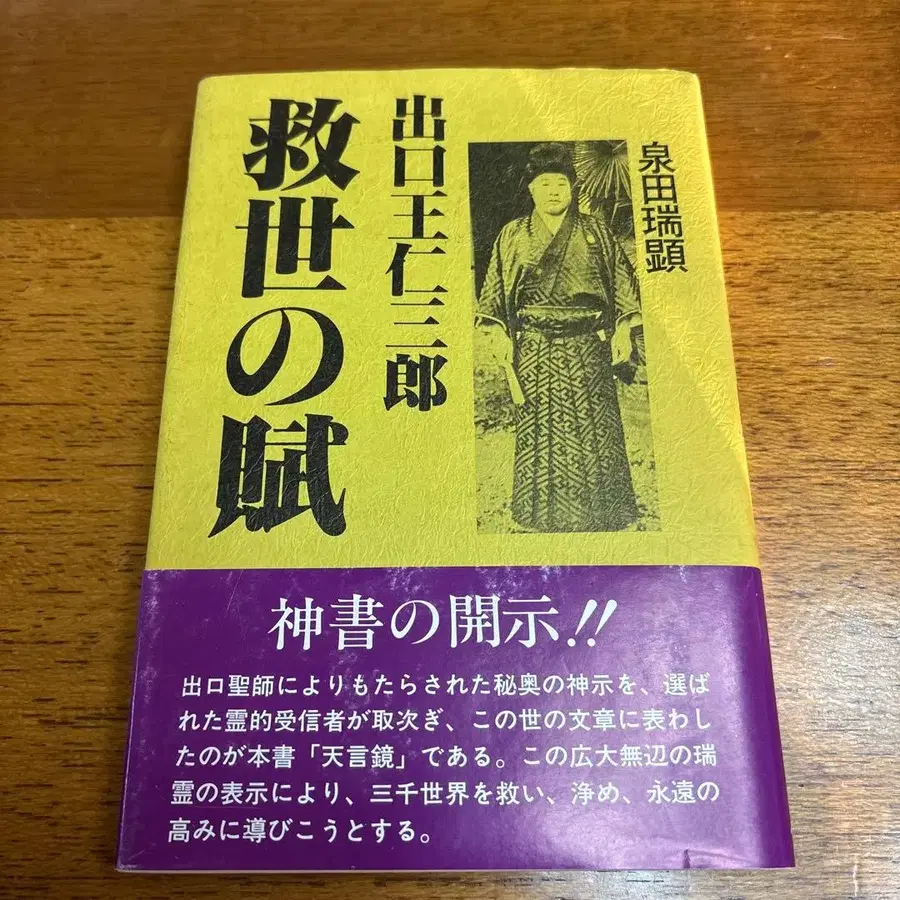 泉田瑞顕
出口王仁三郎
救世の賦
神書の開示!!
出口聖師によりもたらされた秘奥の神示を、選ば
れた霊的受信者が取次ぎ、この世の文章に表わし
たのが本書「天言鏡」である。この広大無辺の瑞
霊の表示により、三千世界を救い、浄め、永遠の
高みに導びこうとする。